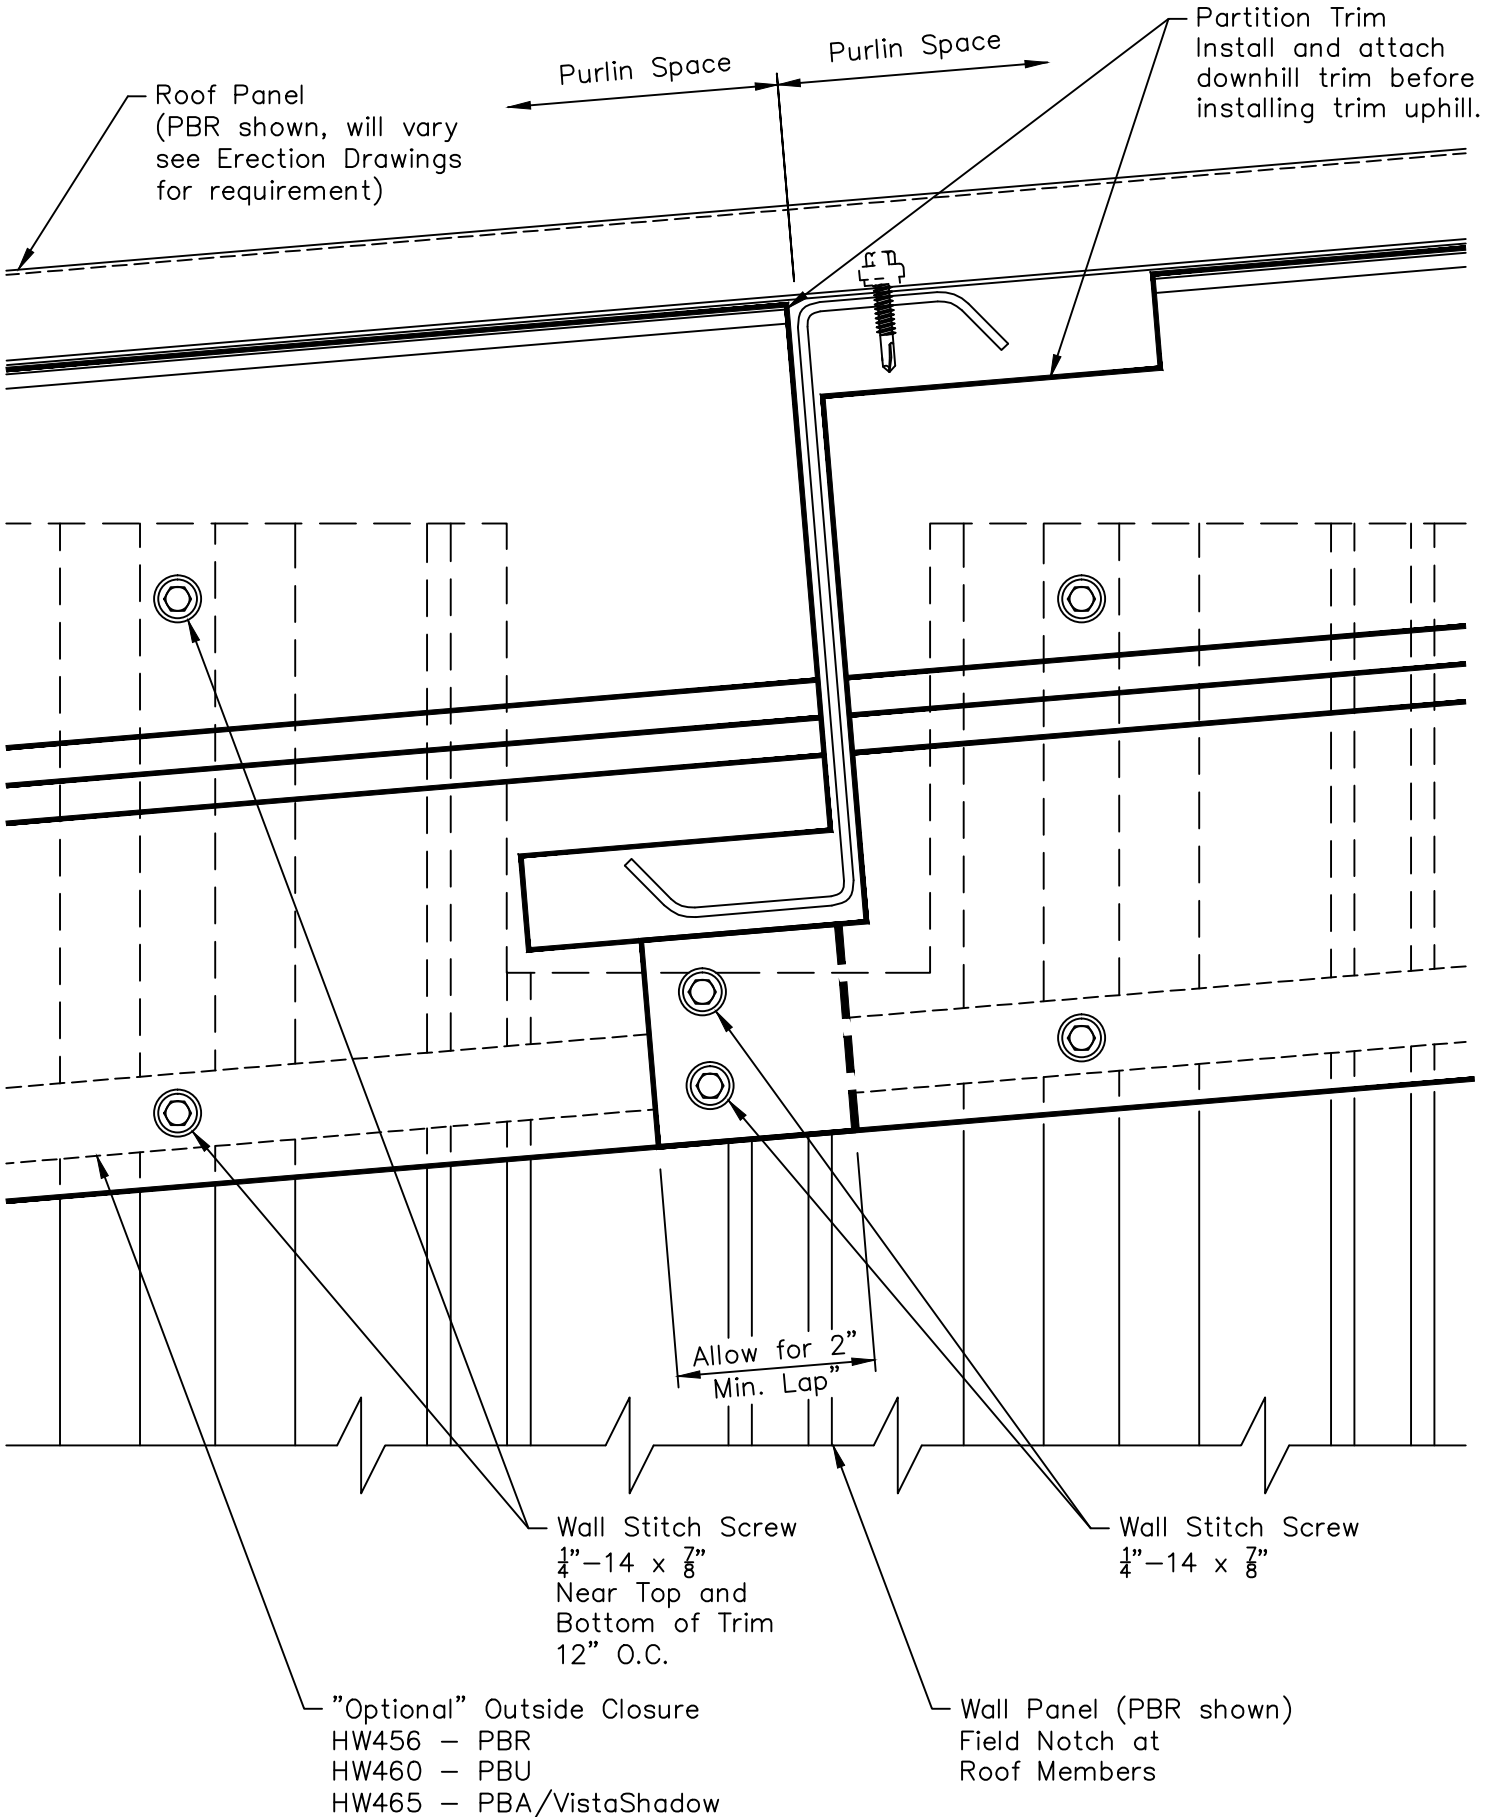 Partition Trim
Install and attach
downhill trim before
installing trim uphill.
Purlin Space
Purlin Space
Roof Panel
(PBR shown, will vary
see Erection Drawings
for requirement)
Allow for 2"
Min. Lap"
Wall Stitch Screw
1/4"-14 x 7/8"
Near Top and
Bottom of Trim
12" O.C.
Wall Stitch Screw
1/4"-14 x 7/8"
"Optional" Outside Closure
HW456 - PBR
HW460 - PBU
HW465 - PBA/VistaShadow
Wall Panel (PBR shown)
Field Notch at
Roof Members